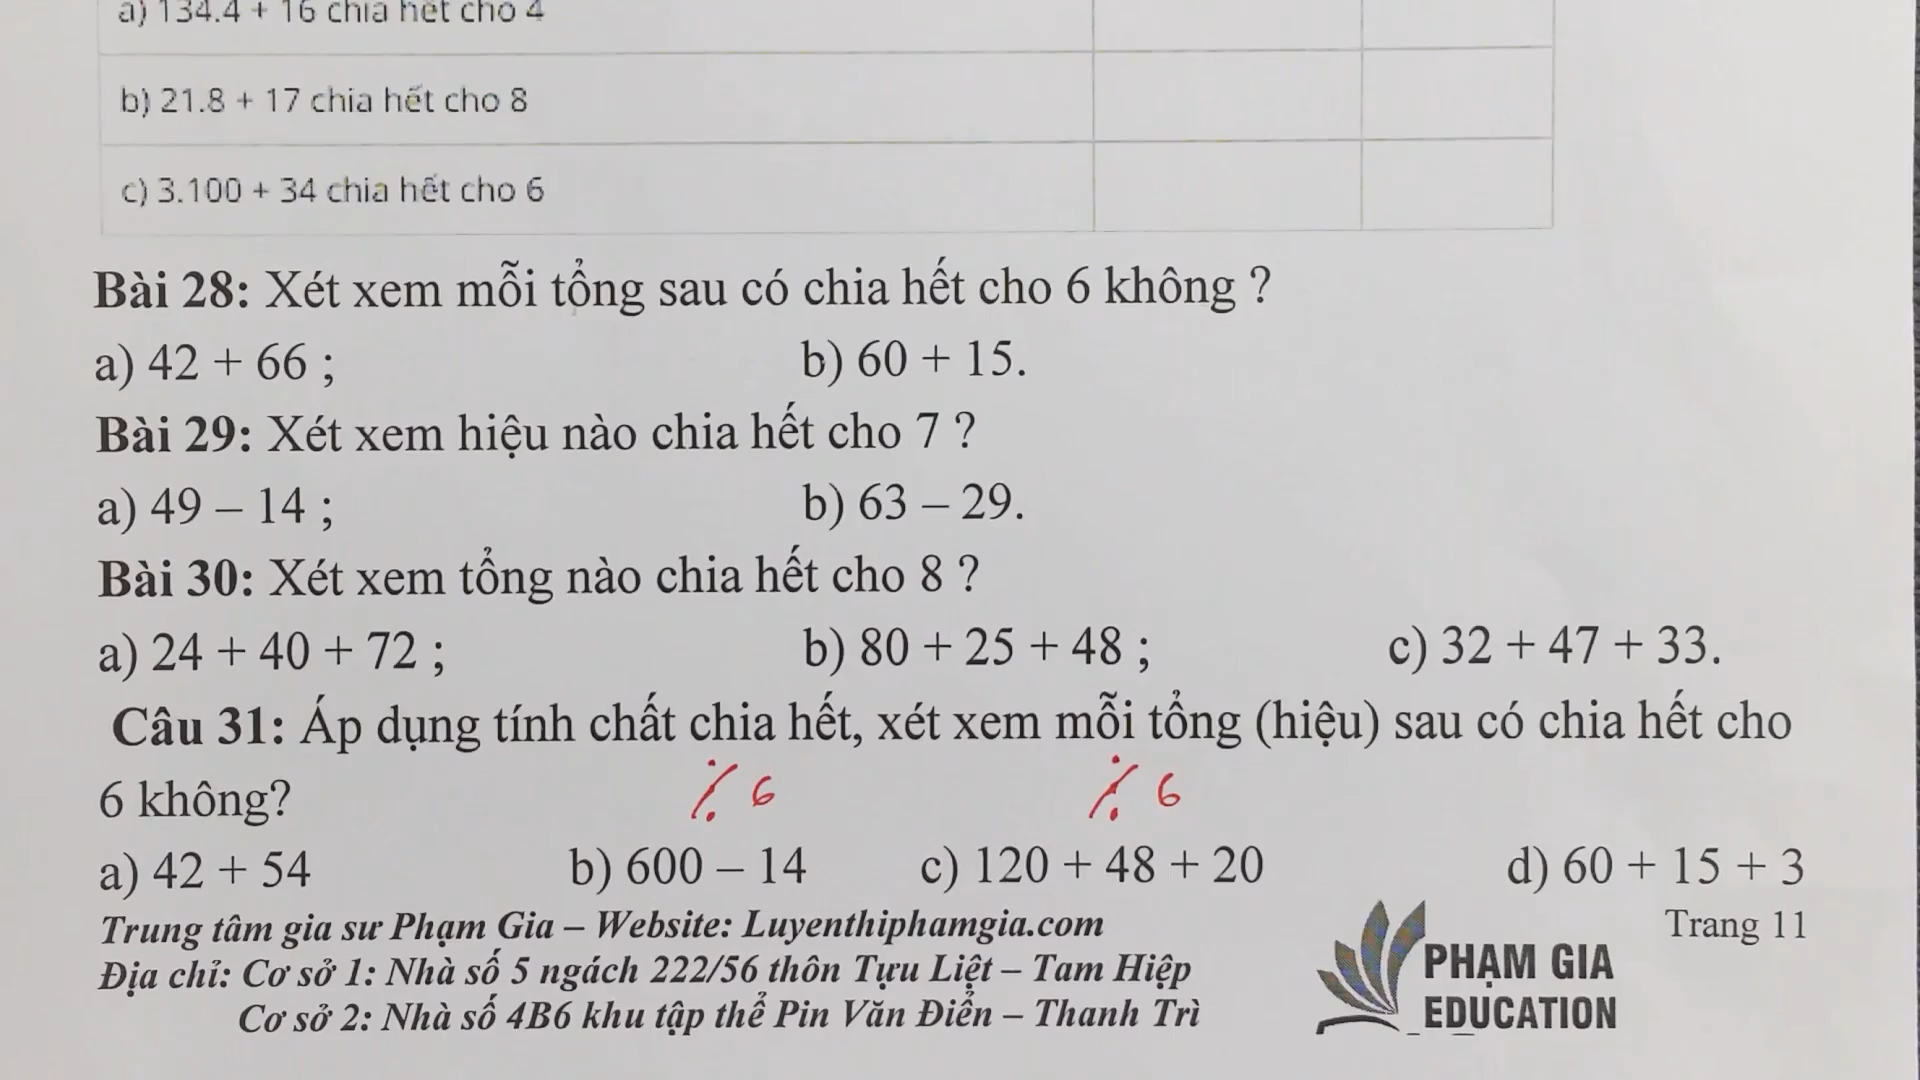 a) 134.4 + 16 chia hết cho 4
b) 21.8 + 17 chia hết cho 8
c) 3.100 + 34 chia hết cho 6
Bài 28: Xét xem mỗi tổng sau có chia hết cho 6 không ?
a) 42 + 66 ; b) 60 + 15.
Bài 29: Xét xem hiệu nào chia hết cho 7 ?
a) 49 – 14 ; b) 63 – 29.
Bài 30: Xét xem tổng nào chia hết cho 8 ?
a) 24 + 40 + 72 ; b) 80 + 25 + 48 ; c) 32 + 47 + 33.
Câu 31: Áp dụng tính chất chia hết, xét xem mỗi tổng (hiệu) sau có chia hết cho
6 không? ⋮̸ 6 ⋮̸ 6
a) 42 + 54 b) 600 – 14 c) 120 + 48 + 20 d) 60 + 15 + 3
Trung tâm gia sư Phạm Gia – Website: Luyenthiphamgia.com Trang 11
Địa chỉ: Cơ sở 1: Nhà số 5 ngách 222/56 thôn Tựu Liệt – Tam Hiệp
Cơ sở 2: Nhà số 4B6 khu tập thể Pin Văn Điển – Thanh Trì
PHẠM GIA
EDUCATION